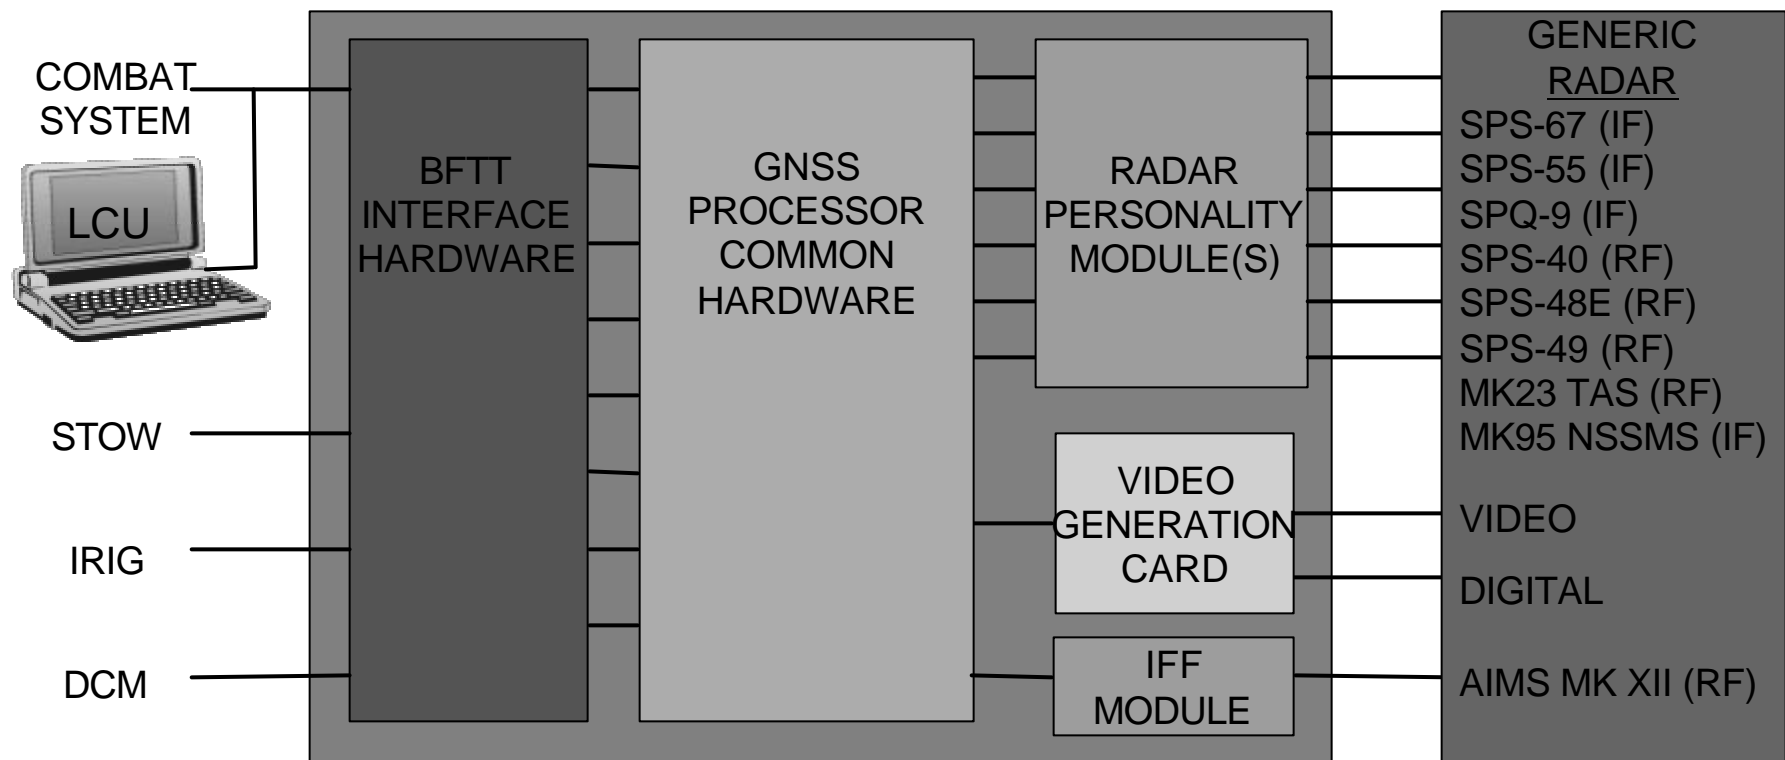 COMBAT
SYSTEM
LCU
STOW
IRIG
DCM
BFTT
INTERFACE
HARDWARE
GNSS
PROCESSOR
COMMON
HARDWARE
RADAR
PERSONALITY
MODULE(S)
VIDEO
GENERATION
CARD
IFF
MODULE
GENERIC
RADAR
SPS-67 (IF)
SPS-55 (IF)
SPQ-9 (IF)
SPS-40 (RF)
SPS-48E (RF)
SPS-49 (RF)
MK23 TAS (RF)
MK95 NSSMS (IF)
VIDEO
DIGITAL
AIMS MK XII (RF)